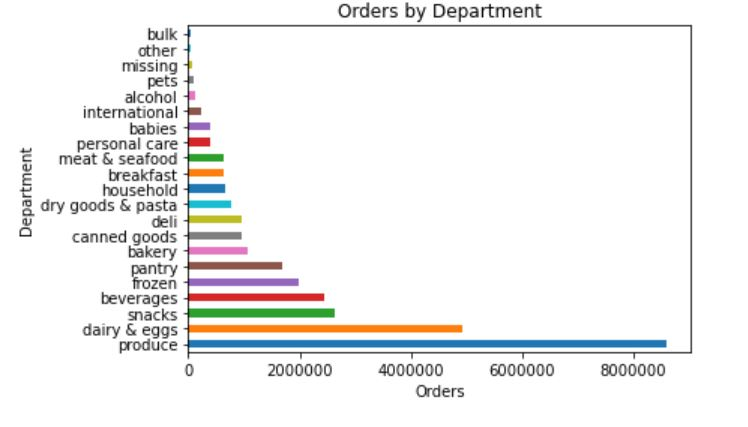 Orders by Department
bulk
other
missing
pets
alcohol
international
babies
personal care
meat & seafood
breakfast
household
dry goods & pasta
deli
canned goods
bakery
pantry
frozen
beverages
snacks
dairy & eggs
produce
Department
0 2000000 4000000 6000000 8000000
Orders